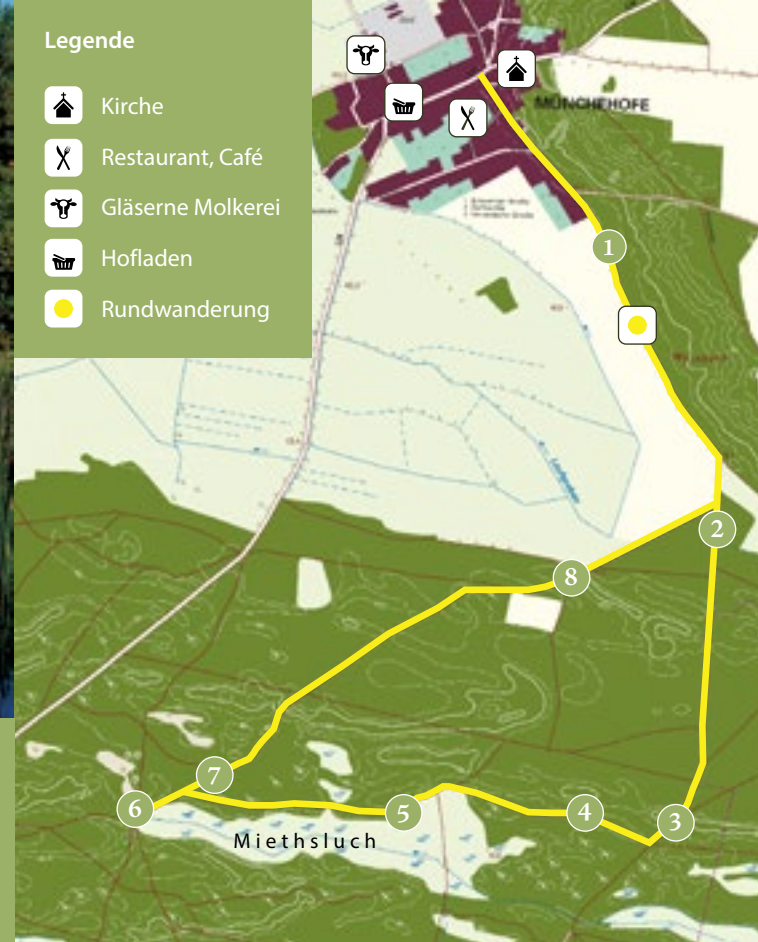 Legende
Kirche
Restaurant, Café
Gläserne Molkerei
Hofladen
Rundwanderung
MÜNCHEHOFE
1
2
8
7
6
5
4
3
Miethsluch